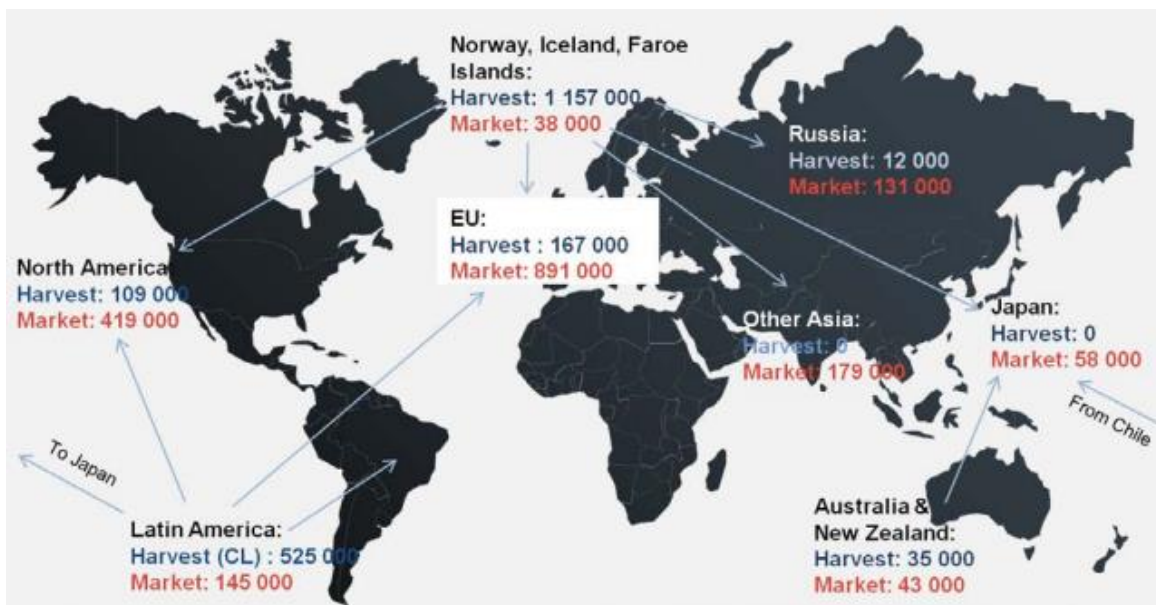 Norway, Iceland, Faroe
Islands:
Harvest: 1 157 000
Market: 38 000
Russia:
Harvest: 12 000
Market: 131 000
EU:
Harvest : 167 000
Market: 891 000
North America
Harvest: 109 000
Market: 419 000
Other Asia:
Harvest: 0
Market: 179 000
Japan:
Harvest: 0
Market: 58 000
From Chile
To Japan
Latin America:
Harvest (CL) : 525 000
Market: 145 000
Australia &
New Zealand:
Harvest: 35 000
Market: 43 000